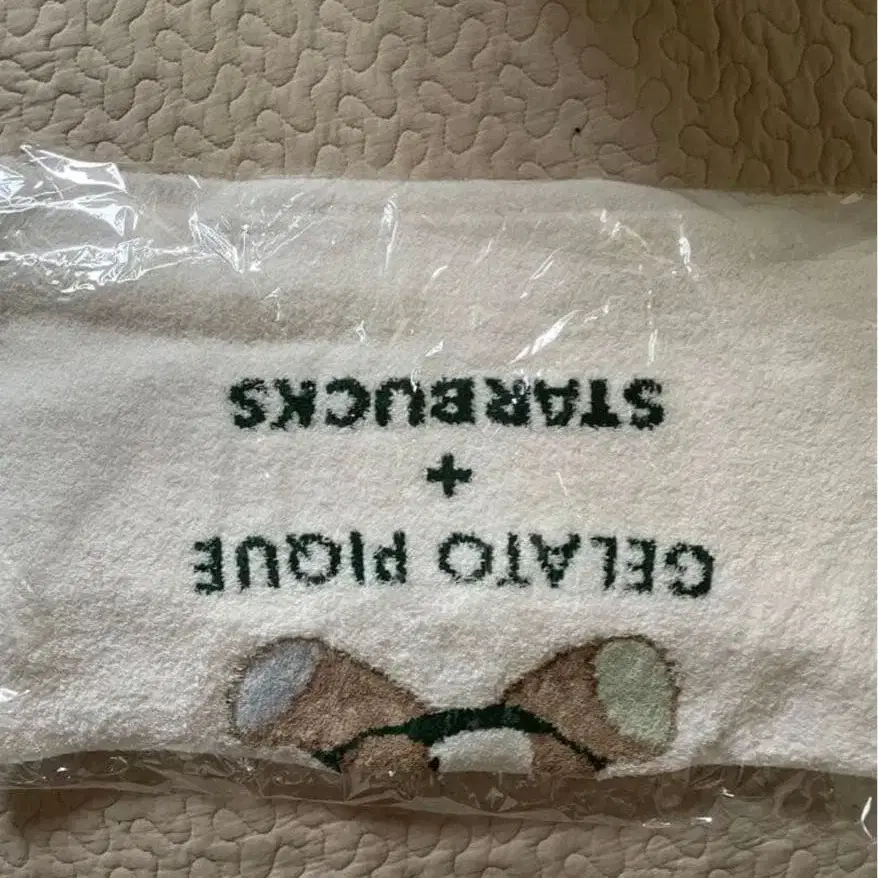 GELATO PIQUE
+
STARBUCKS